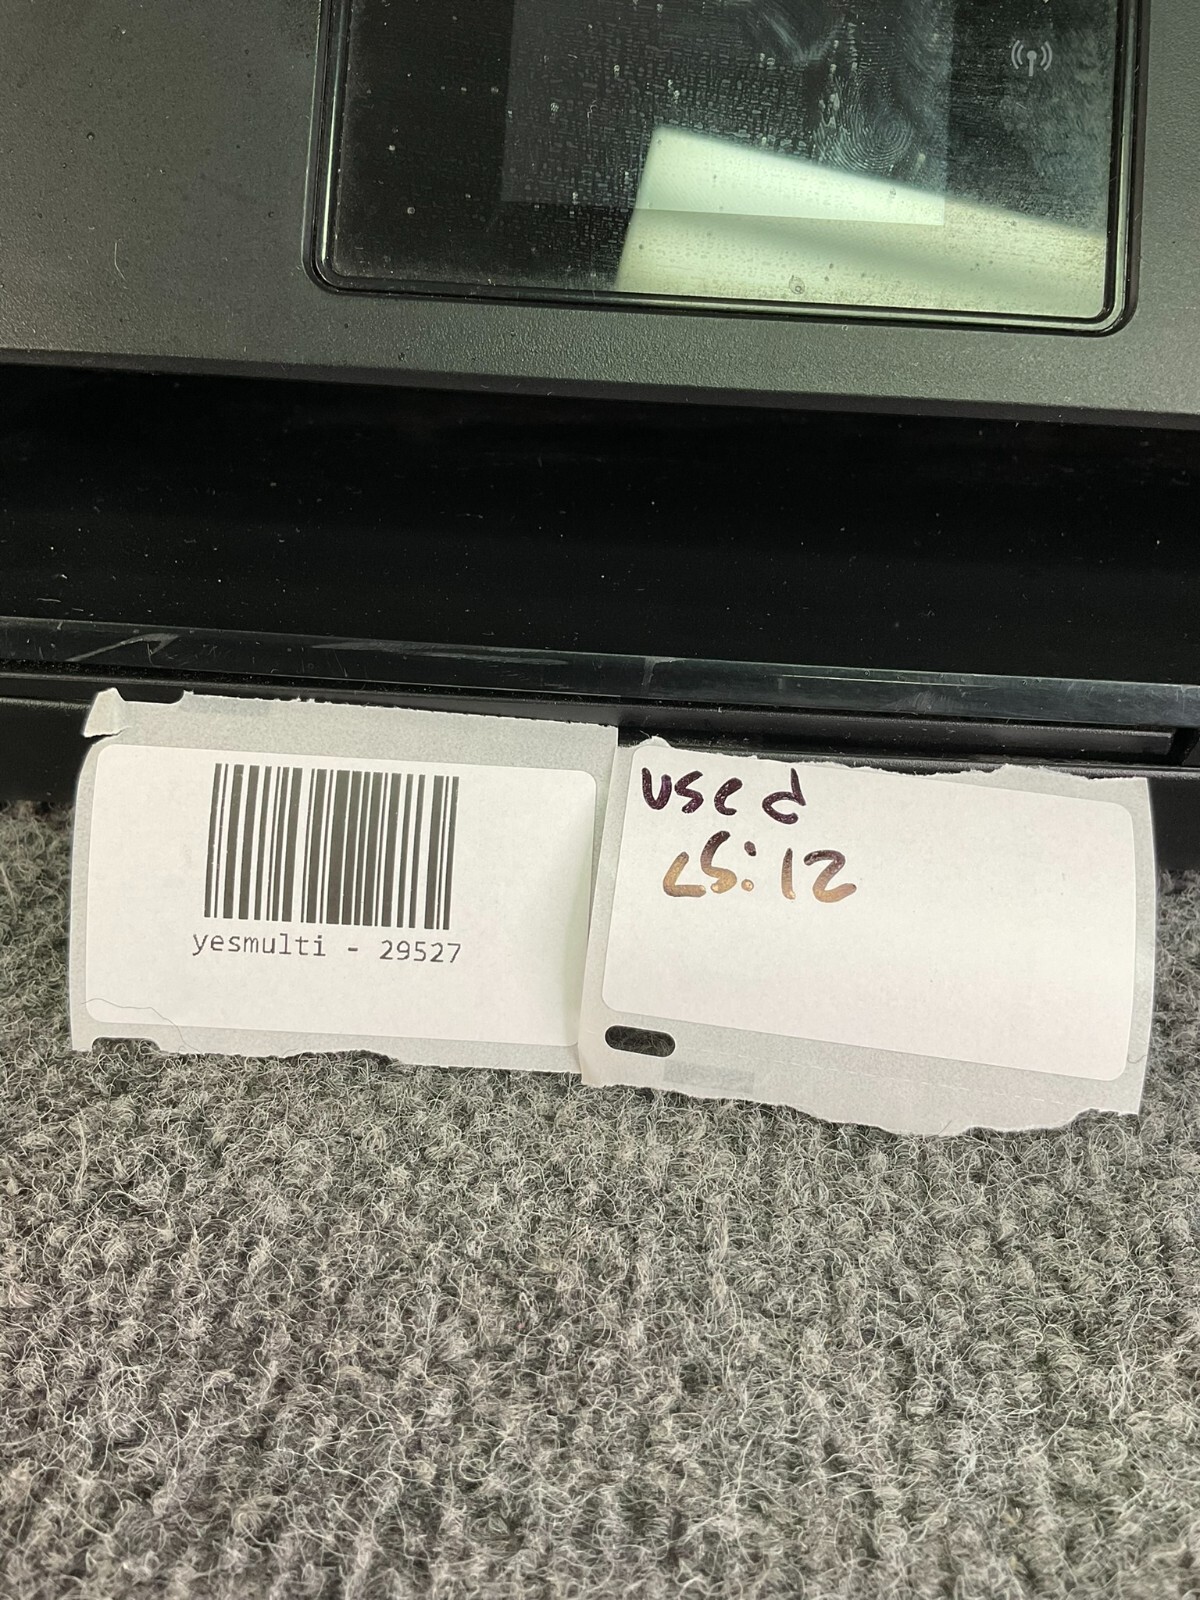 yesmulti - 29527
used
LS:12